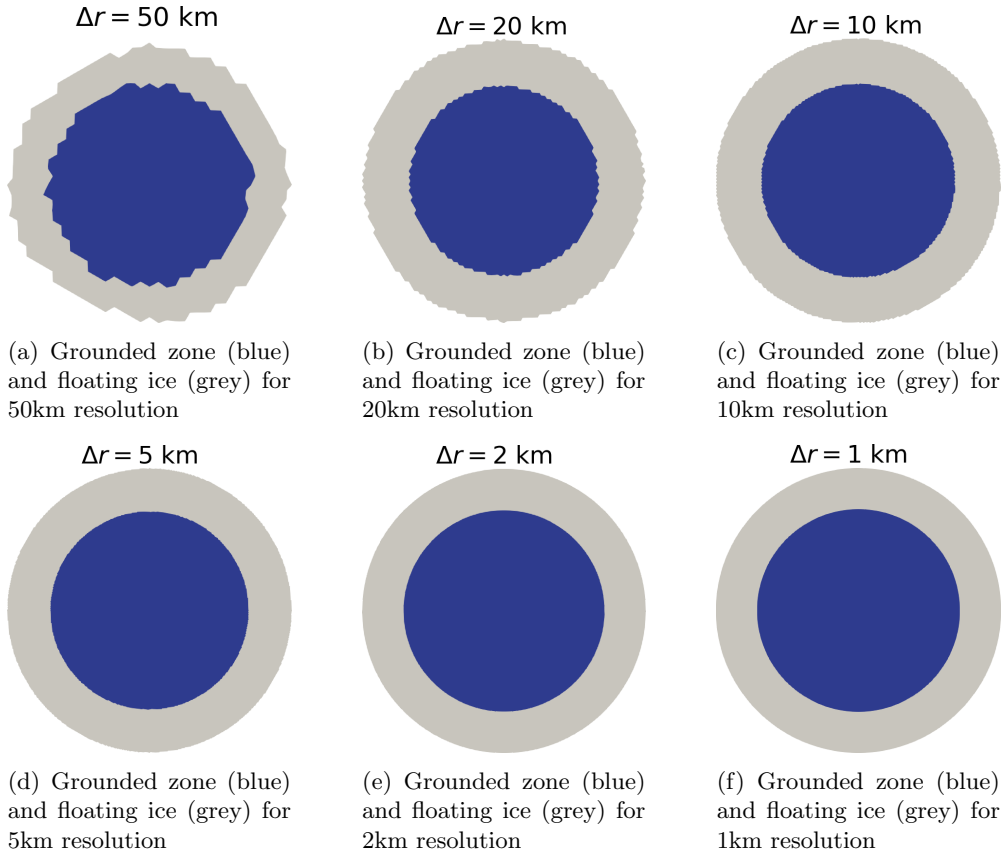 Δr = 50 km
Δr = 20 km
Δr = 10 km
(a) Grounded zone (blue)
and floating ice (grey) for
50km resolution
(b) Grounded zone (blue)
and floating ice (grey) for
20km resolution
(c) Grounded zone (blue)
and floating ice (grey) for
10km resolution
Δr = 5 km
Δr = 2 km
Δr = 1 km
(d) Grounded zone (blue)
and floating ice (grey) for
5km resolution
(e) Grounded zone (blue)
and floating ice (grey) for
2km resolution
(f) Grounded zone (blue)
and floating ice (grey) for
1km resolution